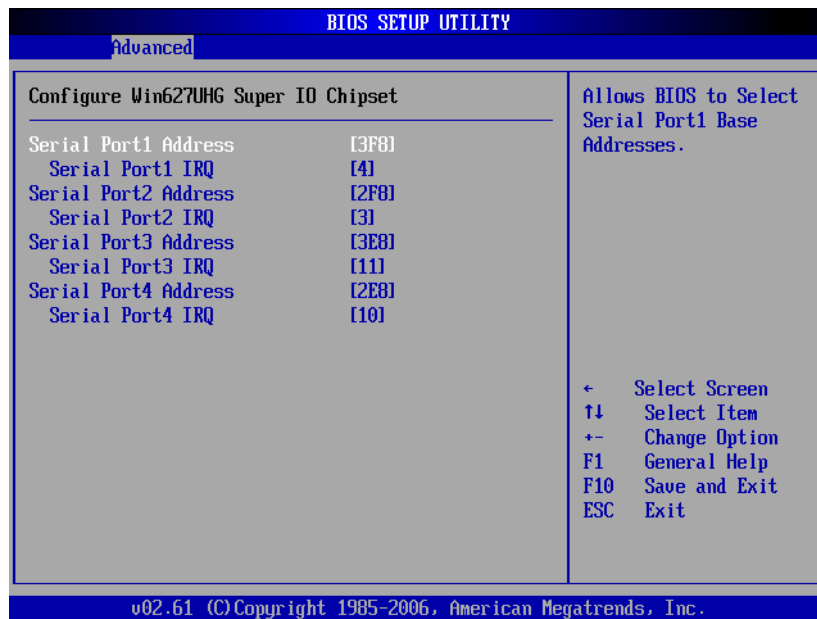 BIOS SETUP UTILITY
Advanced
Configure Win627UHG Super IO Chipset
Serial Port1 Address [3F8]
Serial Port1 IRQ [4]
Serial Port2 Address [2F8]
Serial Port2 IRQ [3]
Serial Port3 Address [3E8]
Serial Port3 IRQ [11]
Serial Port4 Address [2E8]
Serial Port4 IRQ [10]
Allows BIOS to Select
Serial Port1 Base
Addresses.
← Select Screen
↑↓ Select Item
+- Change Option
F1 General Help
F10 Save and Exit
ESC Exit
v02.61 (C)Copyright 1985-2006, American Megatrends, Inc.